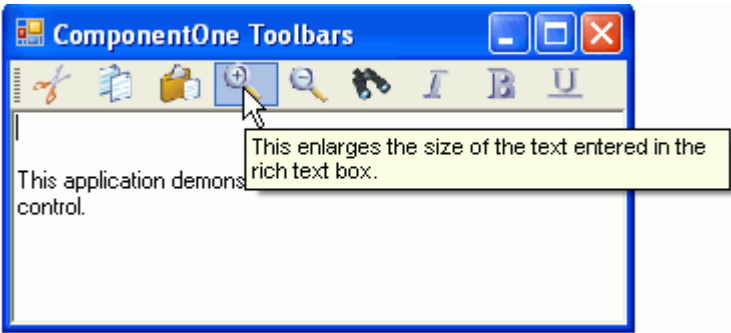 ComponentOne Toolbars
I B U
This enlarges the size of the text entered in the
rich text box.
This application demons
control.